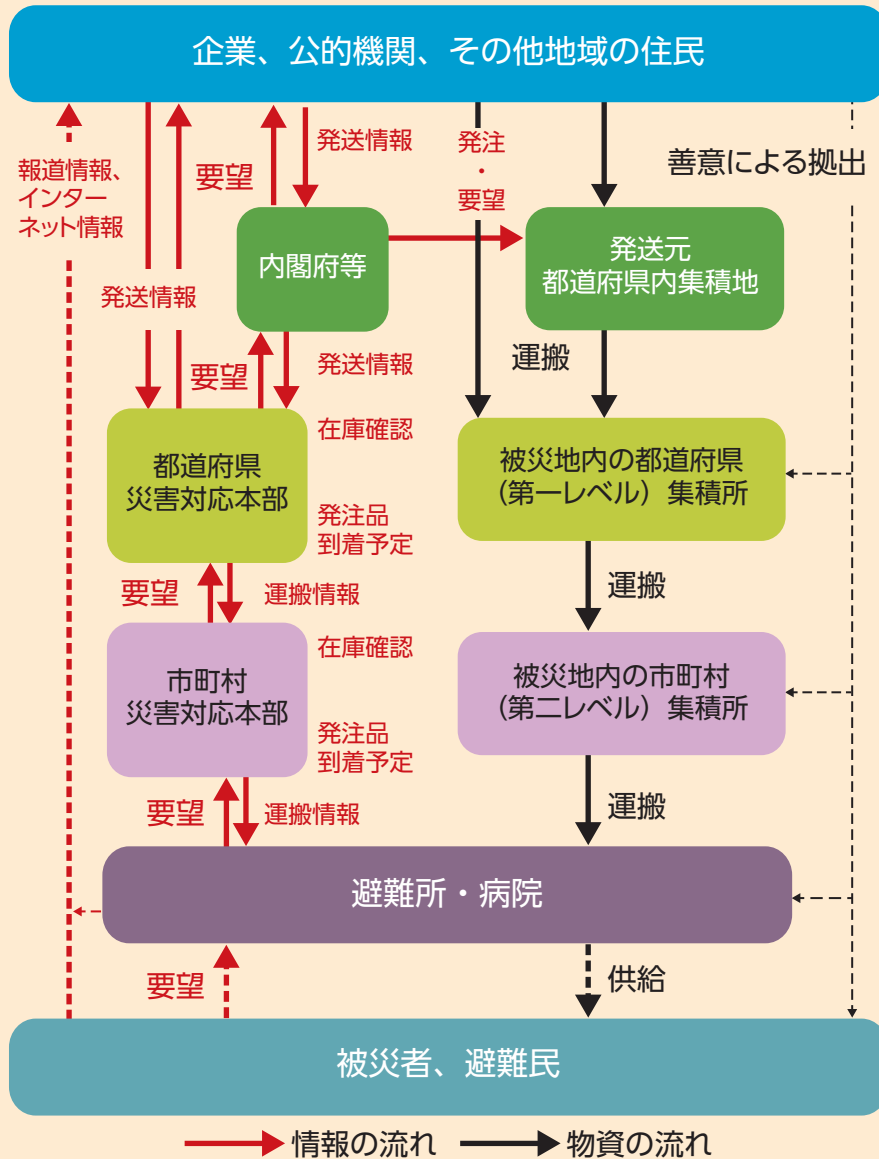 企業、公的機関、その他地域の住民
報道情報、
インター
ネット情報
要望
発送情報
発注
・
要望
善意による拠出
発送情報
内閣府等
発送元
都道府県内集積地
要望
発送情報
運搬
在庫確認
都道府県
災害対応本部
被災地内の都道府県
（第一レベル）集積所
発注品
到着予定
要望
運搬情報
運搬
在庫確認
市町村
災害対応本部
被災地内の市町村
（第二レベル）集積所
発注品
到着予定
要望
運搬情報
運搬
避難所・病院
要望
供給
被災者、避難民
情報の流れ
物資の流れ